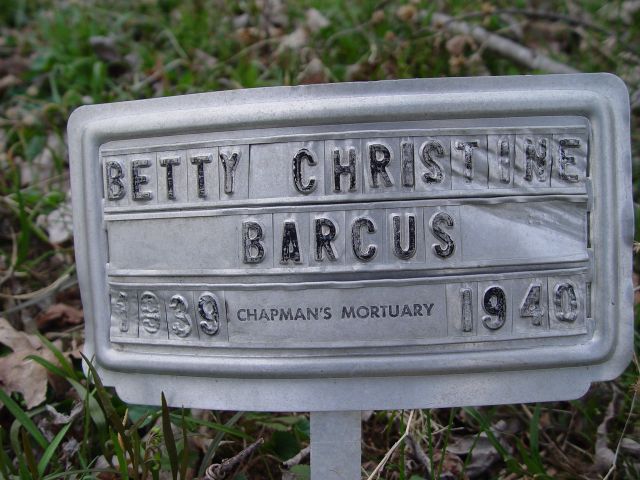 BETTY CHRISTINE
BARCUS
1939 CHAPMAN'S MORTUARY 1940